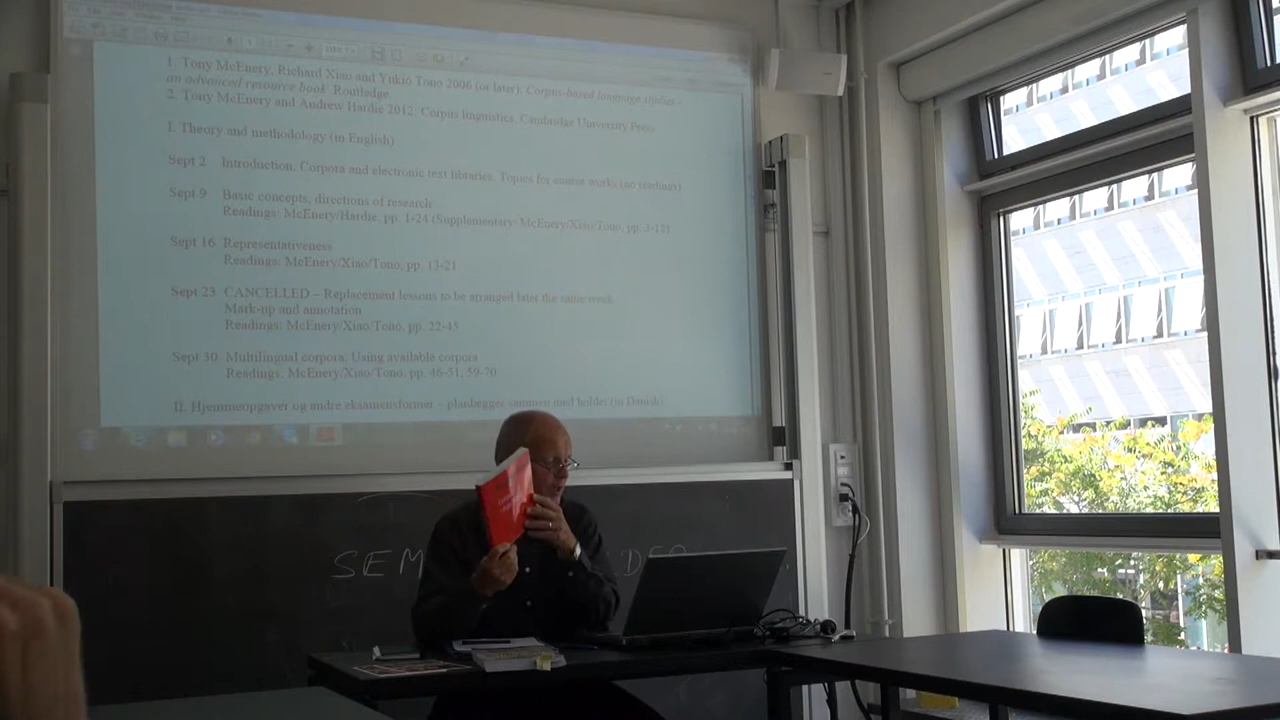 1. Tony McEnery, Richard Xiao and Yukio Tono 2006 (or later): Corpus-based language studies -
an advanced resource book. Routledge
2. Tony McEnery and Andrew Hardie 2012: Corpus linguistics. Cambridge University Press
I. Theory and methodology (in English)
Sept 2 Introduction. Corpora and electronic text libraries. Topics for course works (no readings)
Sept 9 Basic concepts, directions of research
Readings: McEnery/Hardie, pp. 1-24 (Supplementary: McEnery/Xiao/Tono, pp. 3-12)
Sept 16 Representativeness
Readings: McEnery/Xiao/Tono, pp. 13-21
Sept 23 CANCELLED – Replacement lessons to be arranged later the same week
Mark-up and annotation
Readings: McEnery/Xiao/Tono, pp. 22-45
Sept 30 Multilingual corpora; Using available corpora
Readings: McEnery/Xiao/Tono, pp. 46-51, 59-70
II. Hjemmeopgaver og andre eksamensformer – planlægges sammen med holdet (in Danish)
SEM